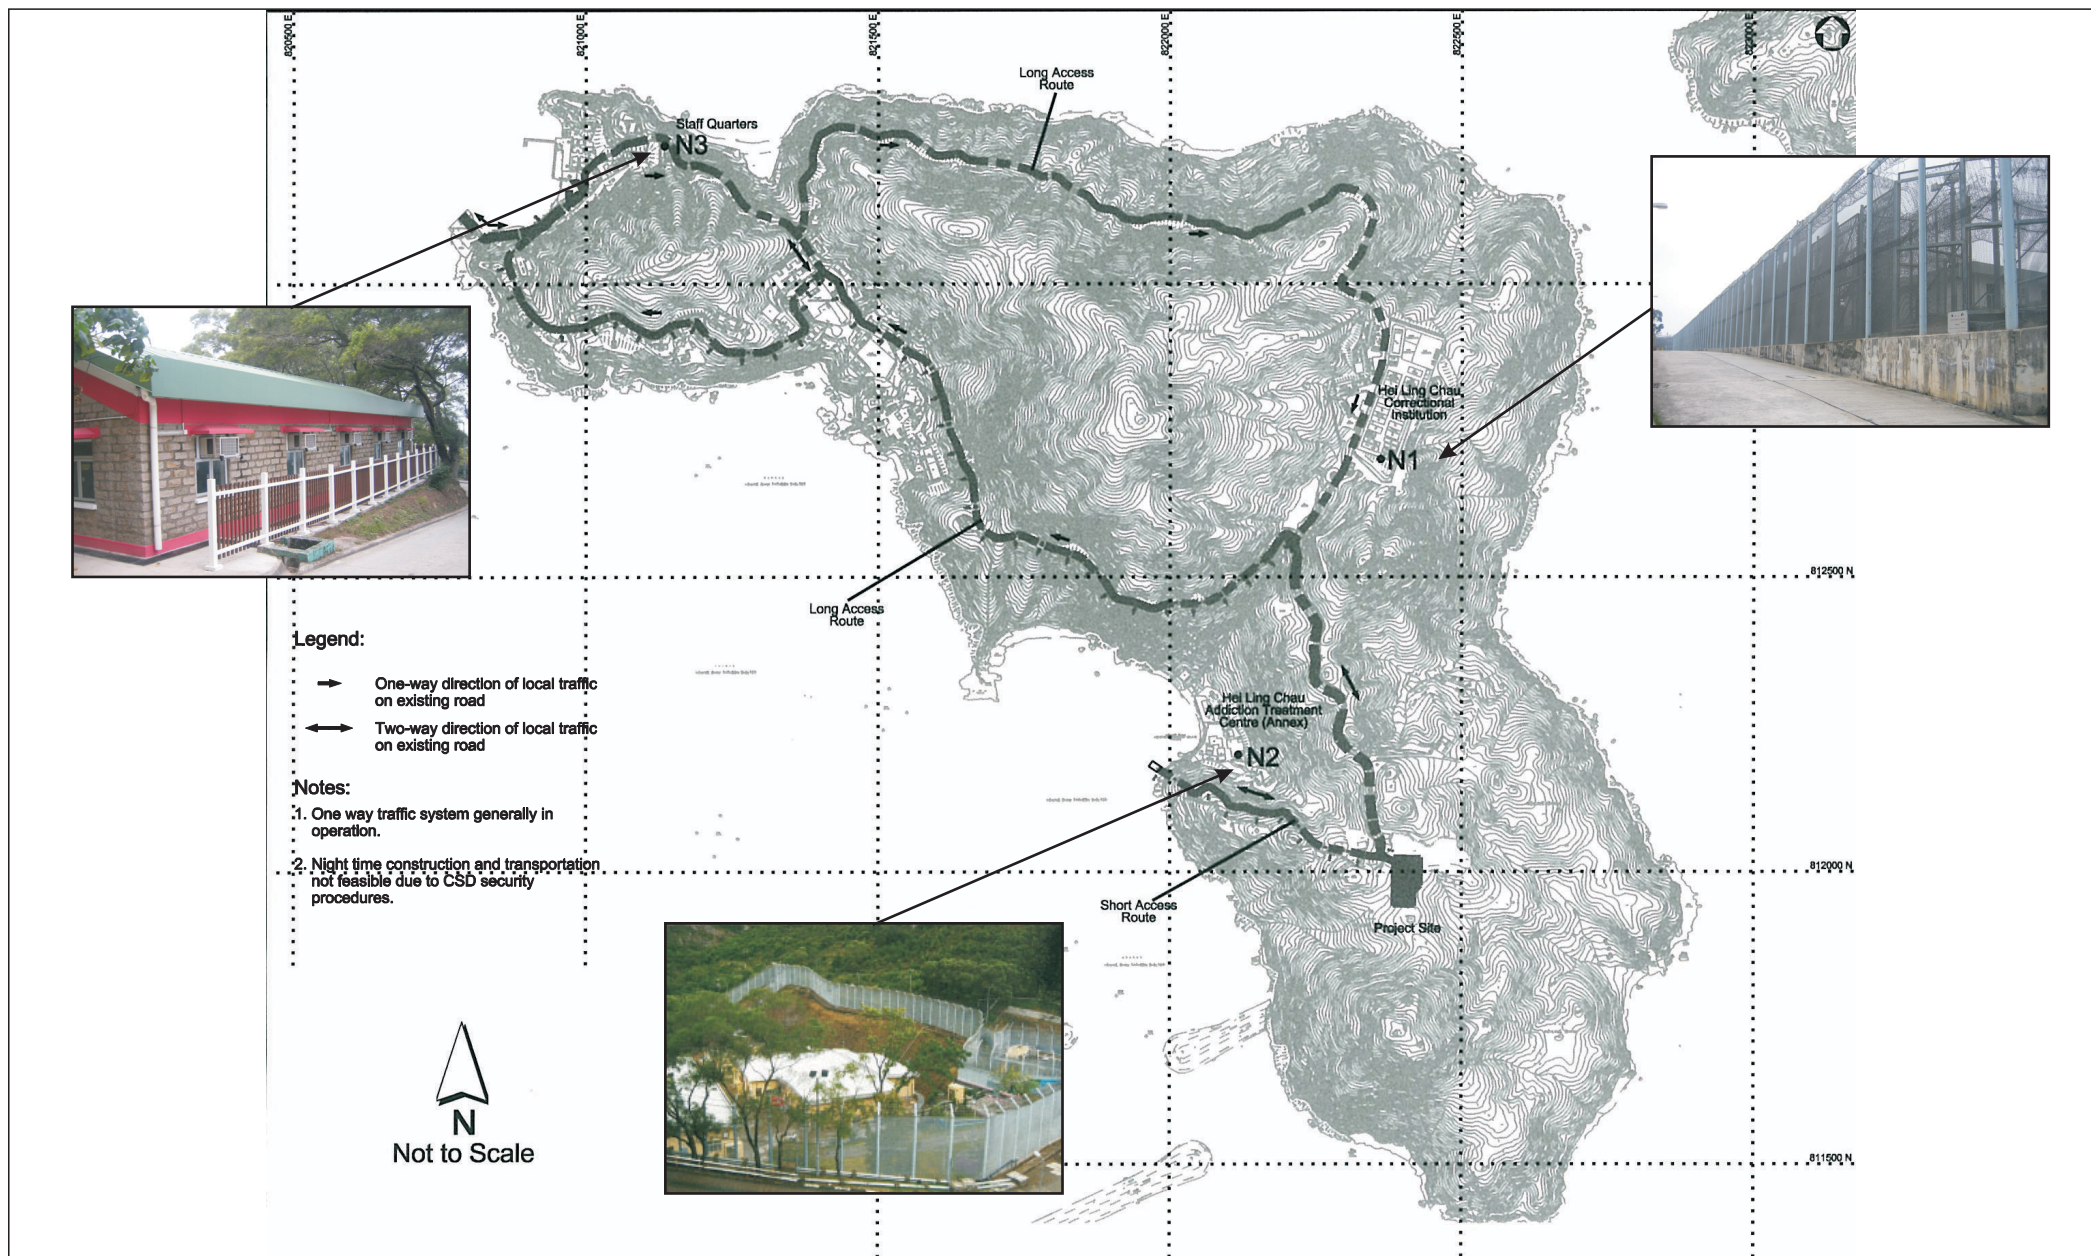 820500 E
821000 E
821500 E
822000 E
822500 E
823000 E
Long Access
Route
Staff Quarters
N3
Hei Ling Chau
Correctional
Institution
N1
812500 N
Long Access
Route
Legend:
One-way direction of local traffic
on existing road
Two-way direction of local traffic
on existing road
Hei Ling Chau
Addiction Treatment
Centre (Annex)
N2
Notes:
1. One way traffic system generally in
operation.
2. Night time construction and transportation
not feasible due to CSD security
procedures.
812000 N
Short Access
Route
Project Site
N
Not to Scale
811500 N